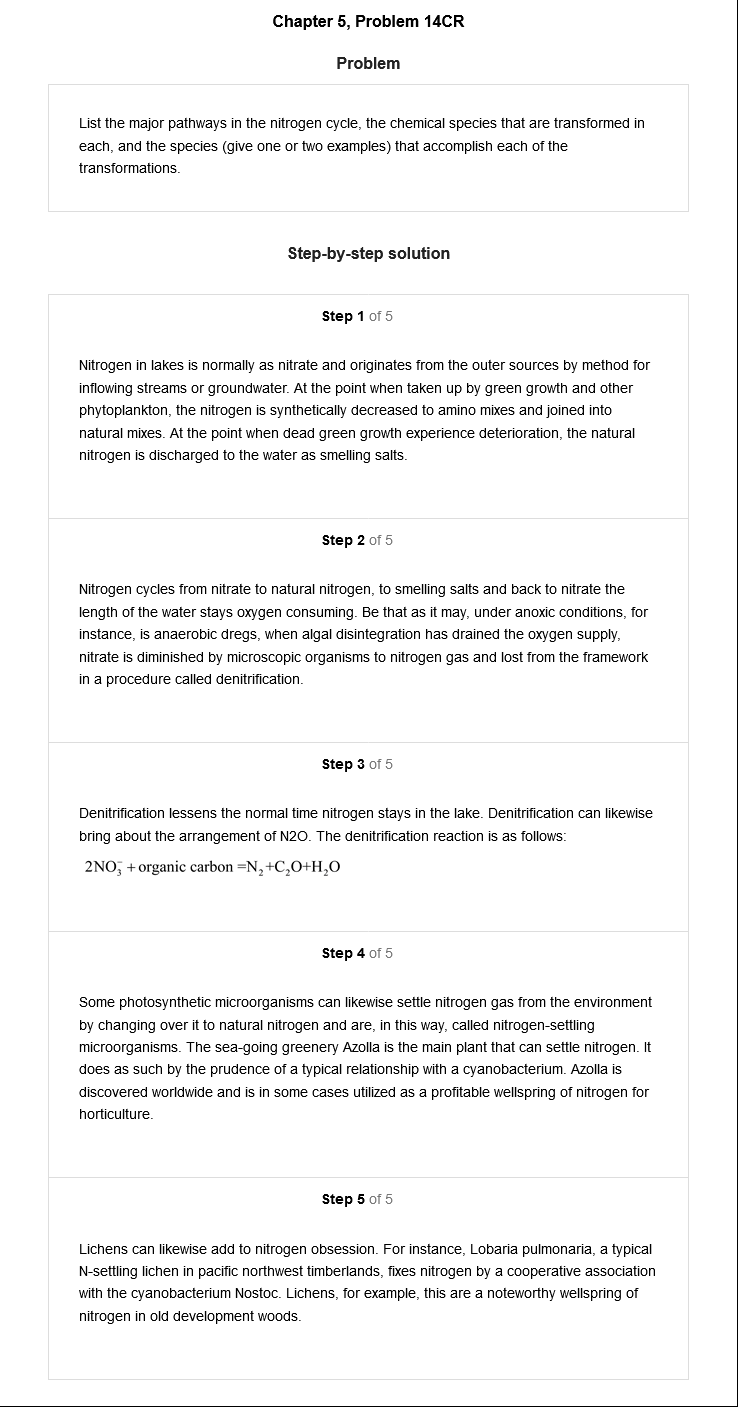 Chapter 5, Problem 14CR
Problem
List the major pathways in the nitrogen cycle, the chemical species that are transformed in
each, and the species (give one or two examples) that accomplish each of the
transformations.
Step-by-step solution
Step 1 of 5
Nitrogen in lakes is normally as nitrate and originates from the outer sources by method for
inflowing streams or groundwater. At the point when taken up by green growth and other
phytoplankton, the nitrogen is synthetically decreased to amino mixes and joined into
natural mixes. At the point when dead green growth experience deterioration, the natural
nitrogen is discharged to the water as smelling salts.
Step 2 of 5
Nitrogen cycles from nitrate to natural nitrogen, to smelling salts and back to nitrate the
length of the water stays oxygen consuming. Be that as it may, under anoxic conditions, for
instance, is anaerobic dregs, when algal disintegration has drained the oxygen supply,
nitrate is diminished by microscopic organisms to nitrogen gas and lost from the framework
in a procedure called denitrification.
Step 3 of 5
Denitrification lessens the normal time nitrogen stays in the lake. Denitrification can likewise
bring about the arrangement of N2O. The denitrification reaction is as follows:
2NO₃⁻ + organic carbon =N₂+C₂O+H₂O
Step 4 of 5
Some photosynthetic microorganisms can likewise settle nitrogen gas from the environment
by changing over it to natural nitrogen and are, in this way, called nitrogen-settling
microorganisms. The sea-going greenery Azolla is the main plant that can settle nitrogen. It
does as such by the prudence of a typical relationship with a cyanobacterium. Azolla is
discovered worldwide and is in some cases utilized as a profitable wellspring of nitrogen for
horticulture.
Step 5 of 5
Lichens can likewise add to nitrogen obsession. For instance, Lobaria pulmonaria, a typical
N-settling lichen in pacific northwest timberlands, fixes nitrogen by a cooperative association
with the cyanobacterium Nostoc. Lichens, for example, this are a noteworthy wellspring of
nitrogen in old development woods.